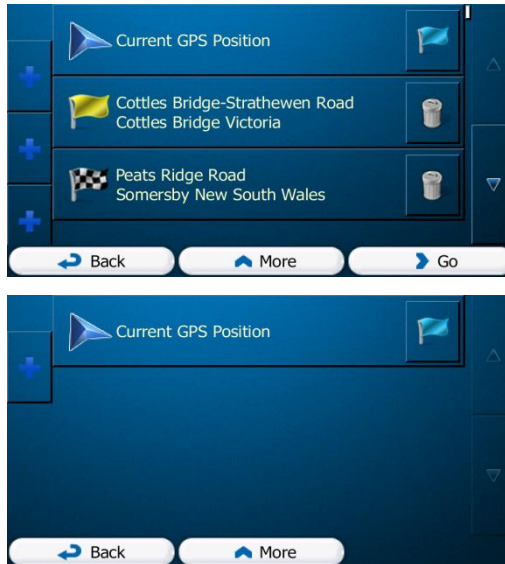 Current GPS Position
Cottles Bridge-Strathewen Road
Cottles Bridge Victoria
Peats Ridge Road
Somersby New South Wales
Back
More
Go
Current GPS Position
Back
More